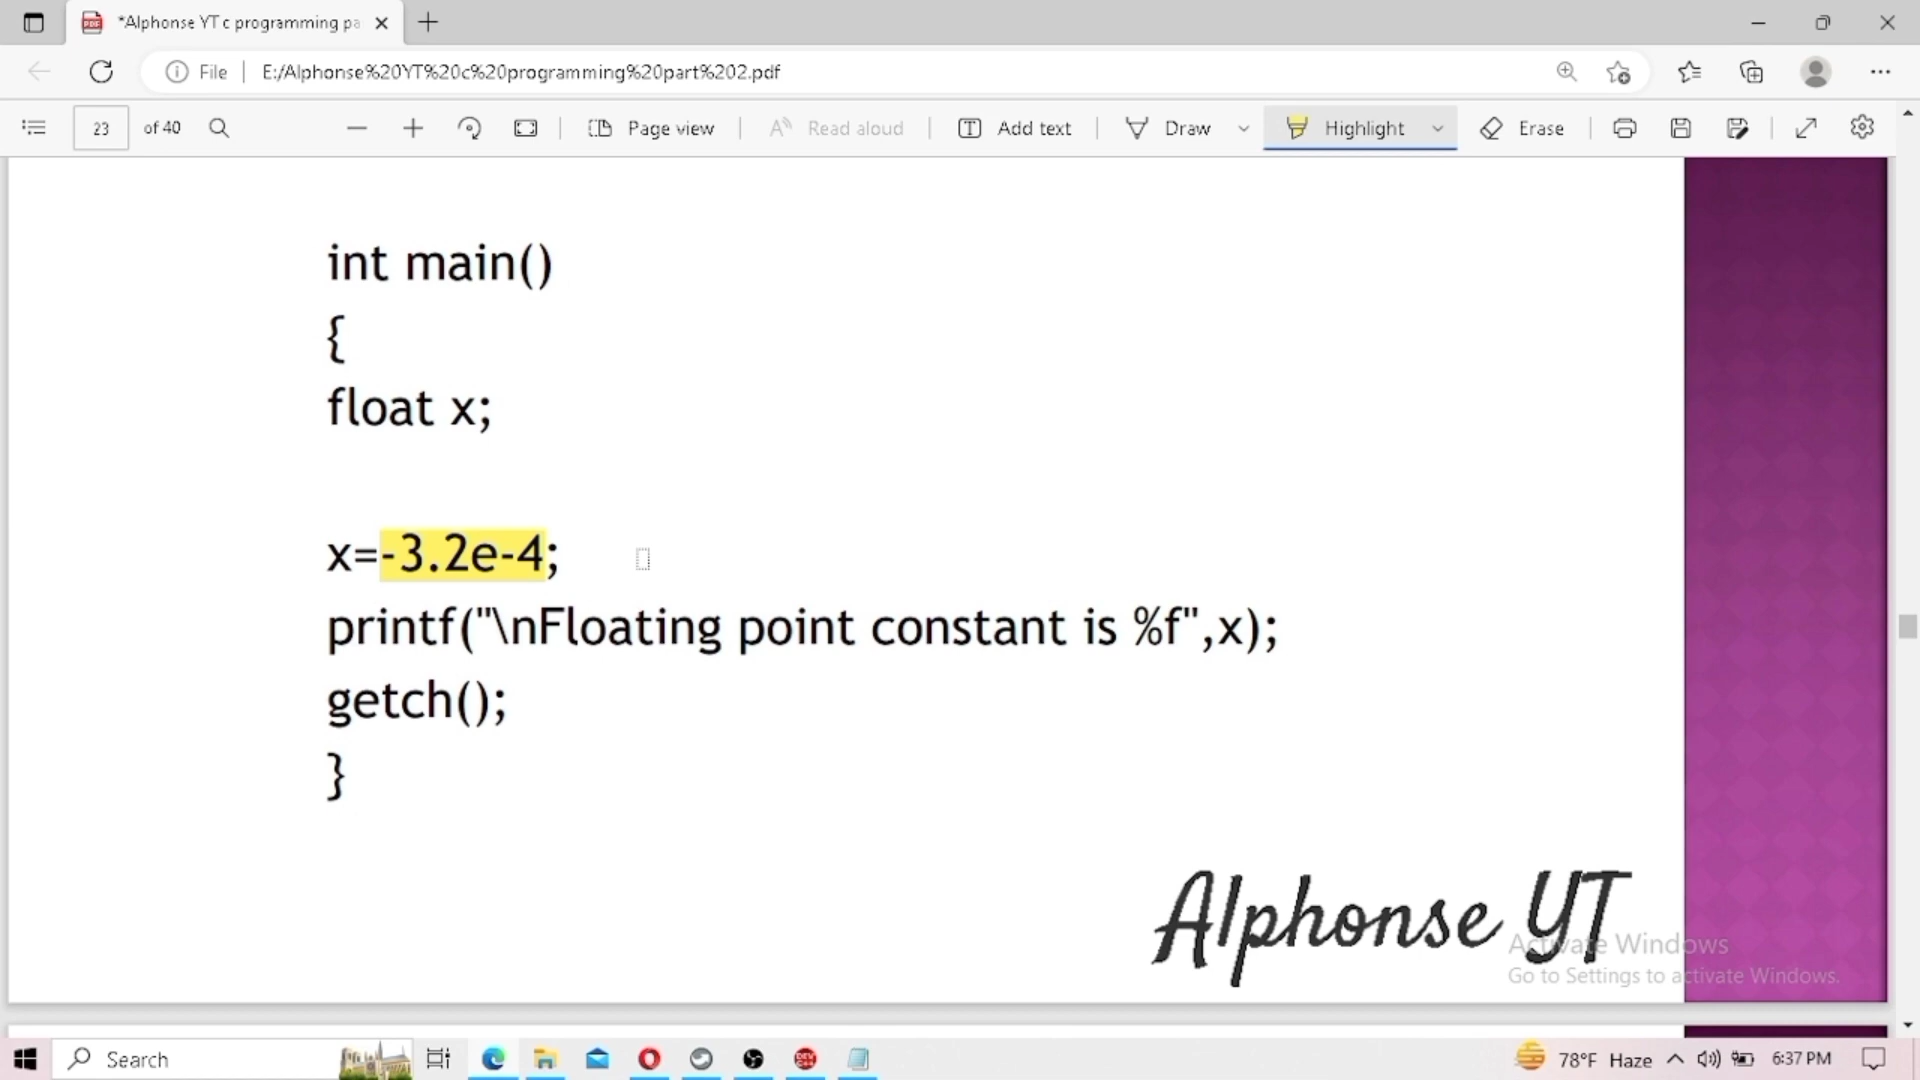 *Alphonse YT c programming pa
File E:/Alphonse%20YT%20c%20programming%20part%202.pdf
23 of 40 Page view Read aloud Add text Draw Highlight Erase
int main()
{
float x;
x=-3.2e-4;
printf("\nFloating point constant is %f",x);
getch();
}
Alphonse YT
Activate Windows
Go to Settings to activate Windows.
Search 78°F Haze 6:37 PM